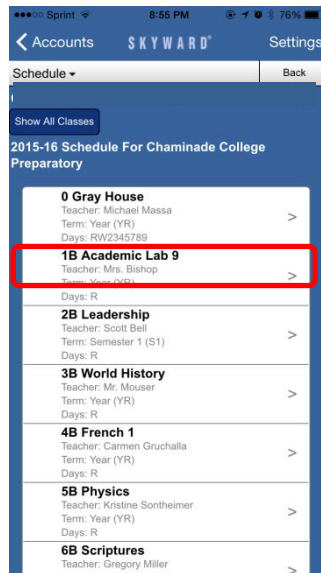 Sprint 8:55 PM 76%
Accounts SKYWARD® Settings
Schedule Back
(
Show All Classes
2015-16 Schedule For Chaminade College
Preparatory
0 Gray House
Teacher: Michael Massa
Term: Year (YR)
Days: RW2345789
>
1B Academic Lab 9
Teacher: Mrs. Bishop
Term: Year (YR)
Days: R
>
2B Leadership
Teacher: Scott Bell
Term: Semester 1 (S1)
Days: R
>
3B World History
Teacher: Mr. Mouser
Term: Year (YR)
Days: R
>
4B French 1
Teacher: Carmen Gruchalla
Term: Year (YR)
Days: R
>
5B Physics
Teacher: Kristine Sontheimer
Term: Year (YR)
Days: R
>
6B Scriptures
Teacher: Gregory Miller
>